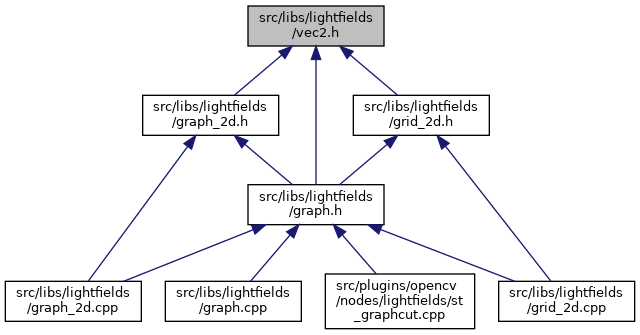 src/libs/lightfields
/vec2.h
src/libs/lightfields
/graph_2d.h
src/libs/lightfields
/grid_2d.h
src/libs/lightfields
/graph.h
src/libs/lightfields
/graph_2d.cpp
src/libs/lightfields
/graph.cpp
src/plugins/opencv
/nodes/lightfields/st
_graphcut.cpp
src/libs/lightfields
/grid_2d.cpp